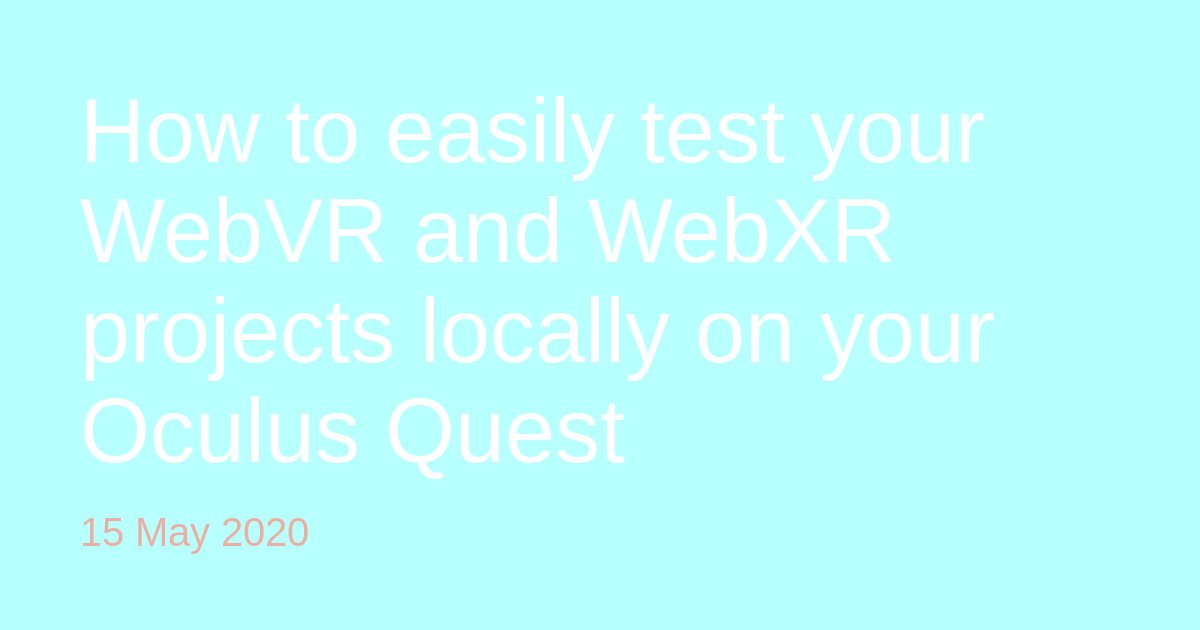 How to easily test your
WebVR and WebXR
projects locally on your
Oculus Quest
15 May 2020